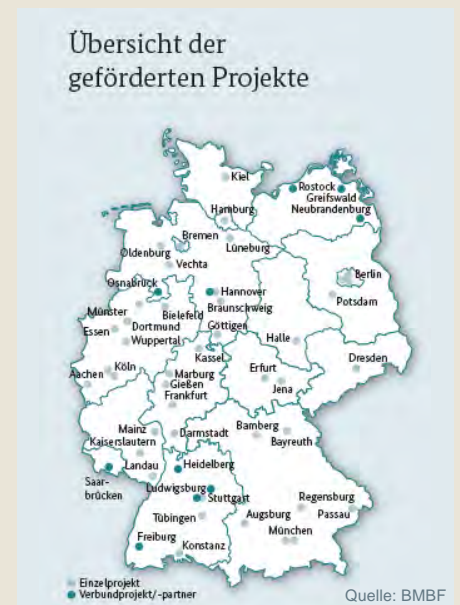 Übersicht der
geförderten Projekte
Kiel
Rostock
Greifswald
Neubrandenburg
Hamburg
Bremen
Lüneburg
Oldenburg
Vechta
Berlin
Potsdam
Osnabrück
Hannover
Braunschweig
Münster
Bielefeld
Göttigen
Essen
Dortmund
Wuppertal
Halle
Kassel
Dresden
Aachen
Köln
Marburg
Gießen
Frankfurt
Erfurt
Jena
Mainz
Kaiserslautern
Darmstadt
Bamberg
Bayreuth
Landau
Heidelberg
Saar-
brücken
Ludwigsburg
Stuttgart
Regensburg
Passau
Tübingen
Augsburg
München
Freiburg
Konstanz
Einzelprojekt
Verbundprojekt/-partner
Quelle: BMBF